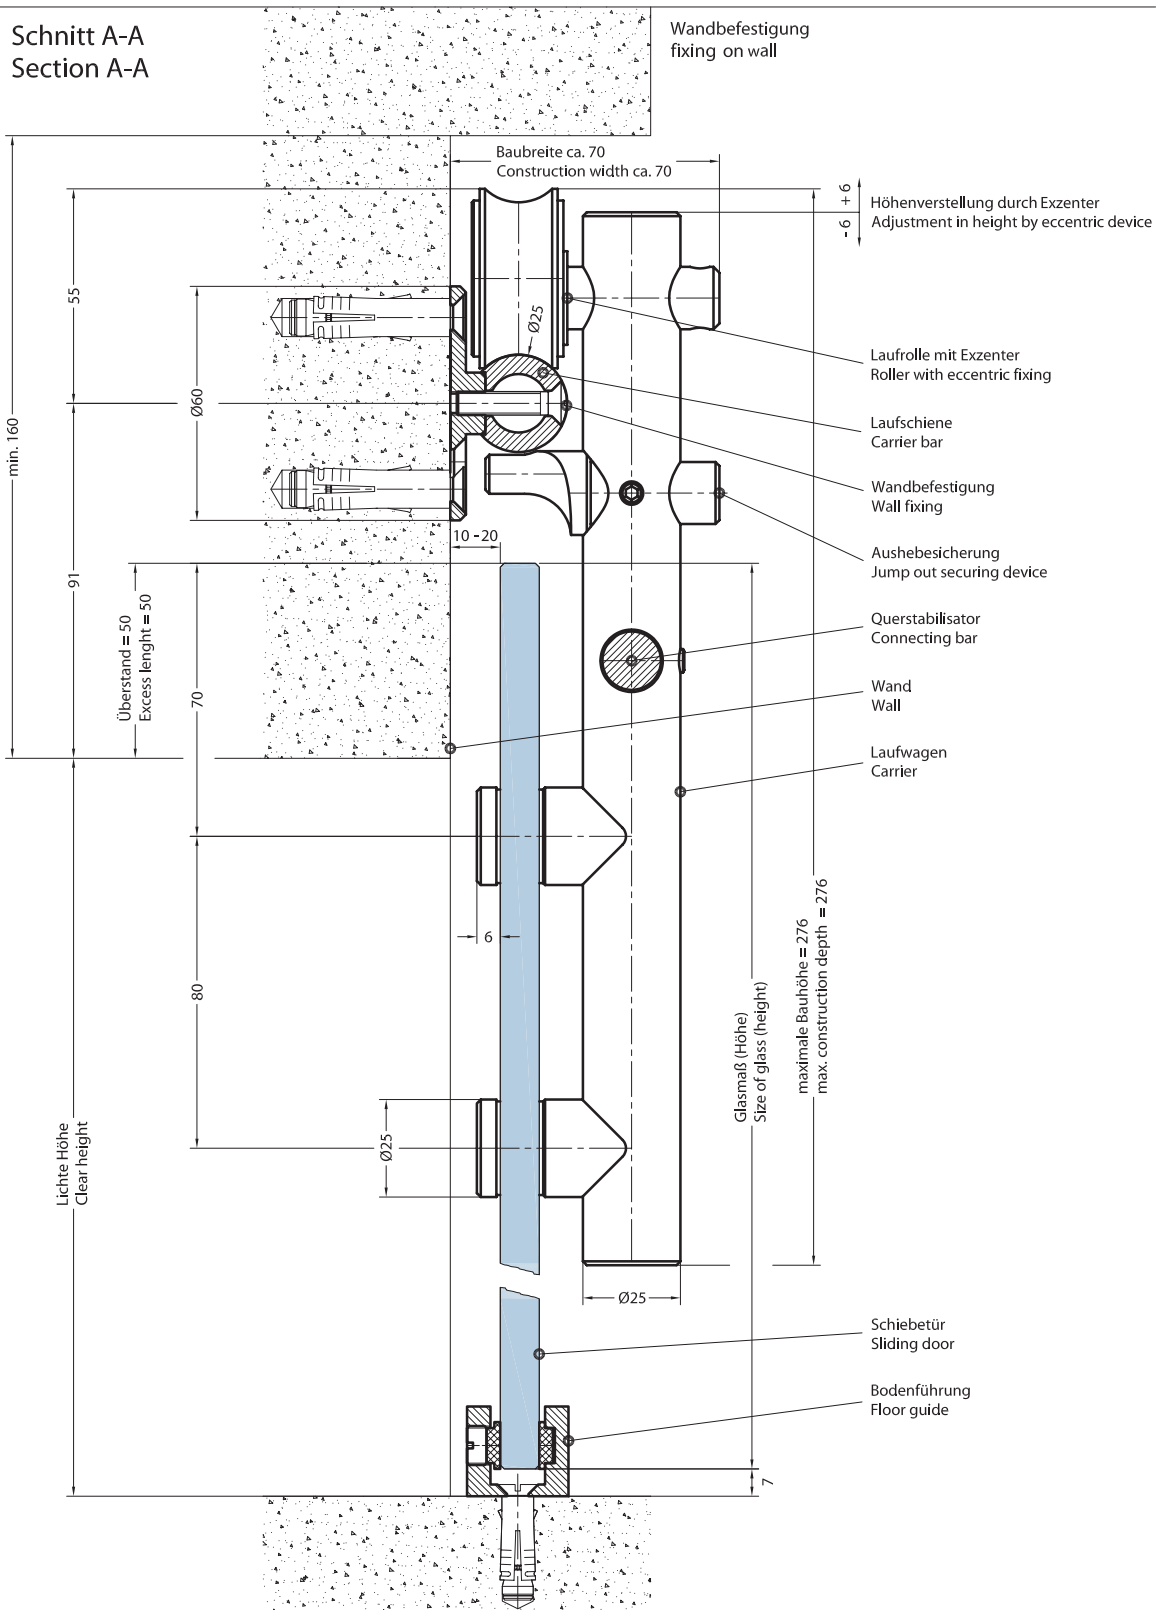 Schnitt A-A
Section A-A
Wandbefestigung
fixing on wall
Baubreite ca. 70
Construction width ca. 70
- 6 + 6
Höhenverstellung durch Exzenter
Adjustment in height by eccentric device
55
Ø25
Laufrolle mit Exzenter
Roller with eccentric fixing
Ø60
min. 160
Laufschiene
Carrier bar
Wandbefestigung
Wall fixing
10 - 20
Aushebesicherung
Jump out securing device
91
Überstand = 50
Excess lenght = 50
Querstabilisator
Connecting bar
70
Wand
Wall
Laufwagen
Carrier
6
80
maximale Bauhöhe = 276
max. construction depth = 276
Glasmaß (Höhe)
Size of glass (height)
Ø25
Lichte Höhe
Clear height
Ø25
Schiebetür
Sliding door
Bodenführung
Floor guide
7